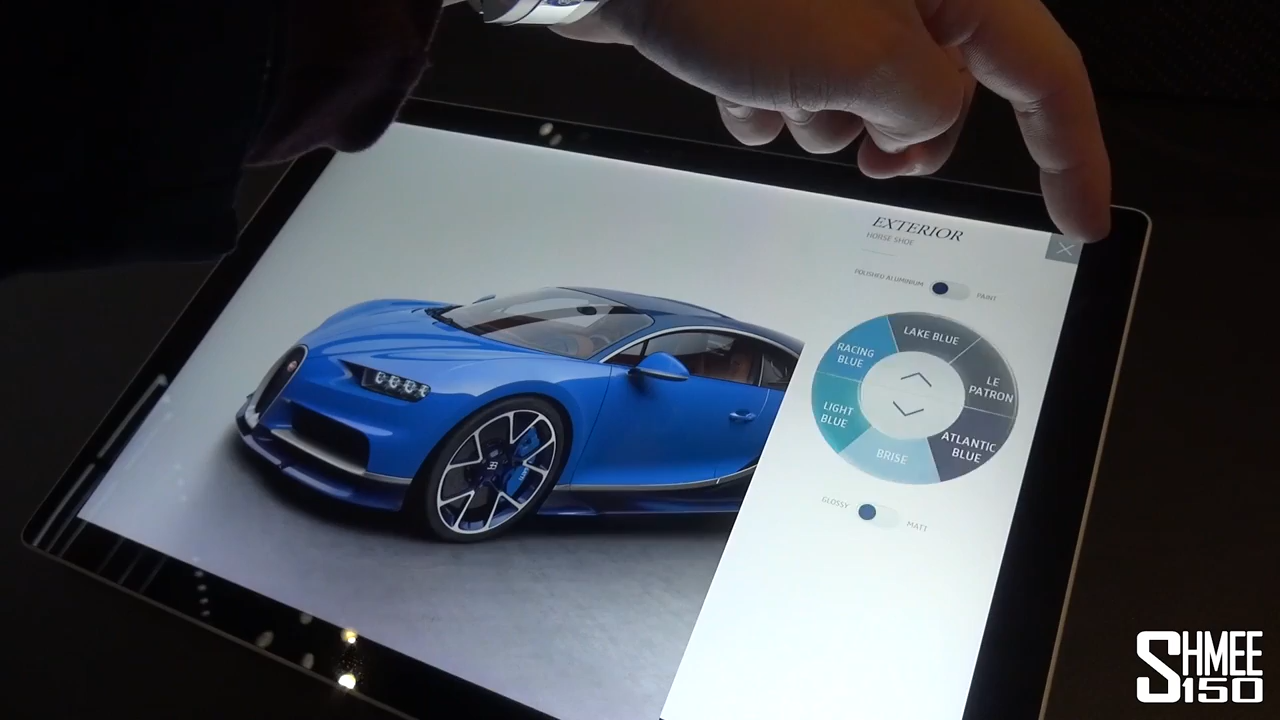 EXTERIOR
HORSE SHOE
POLISHED ALUMINIUM
PAINT
LAKE BLUE
RACING
BLUE
LE
PATRON
LIGHT
BLUE
ATLANTIC
BLUE
BRISE
GLOSSY
MATT
SHMEE
150